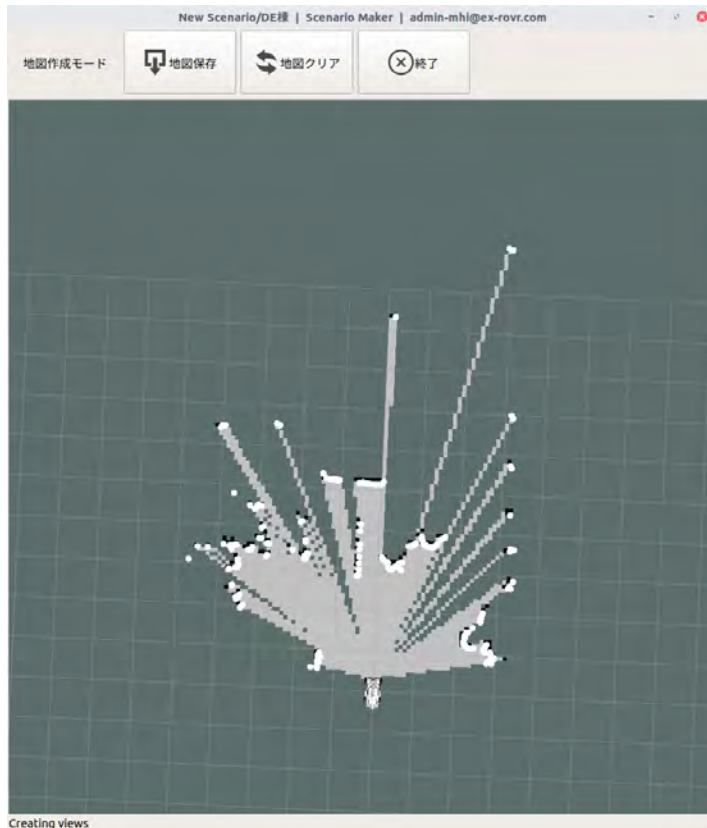 New Scenario/DE棟 | Scenario Maker | admin-mhi@ex-rovr.com
地図作成モード 地図保存 地図クリア 終了
Creating views